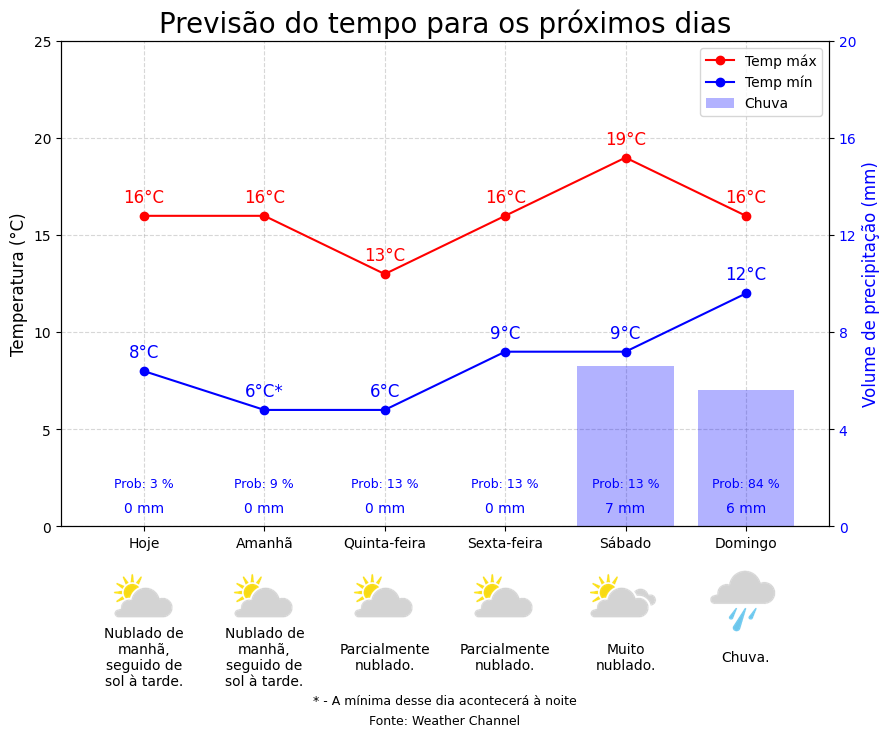 Previsão do tempo para os próximos dias
Temperatura (°C)
Volume de precipitação (mm)
25
20
15
10
5
0
20
16
12
8
4
0
Temp máx
Temp mín
Chuva
16°C
16°C
13°C
16°C
19°C
16°C
8°C
6°C*
6°C
9°C
9°C
12°C
Prob: 3 %
Prob: 9 %
Prob: 13 %
Prob: 13 %
Prob: 13 %
Prob: 84 %
0 mm
0 mm
0 mm
0 mm
7 mm
6 mm
Hoje
Amanhã
Quinta-feira
Sexta-feira
Sábado
Domingo
Nublado de
manhã,
seguido de
sol à tarde.
Nublado de
manhã,
seguido de
sol à tarde.
Parcialmente
nublado.
Parcialmente
nublado.
Muito
nublado.
Chuva.
* - A mínima desse dia acontecerá à noite
Fonte: Weather Channel